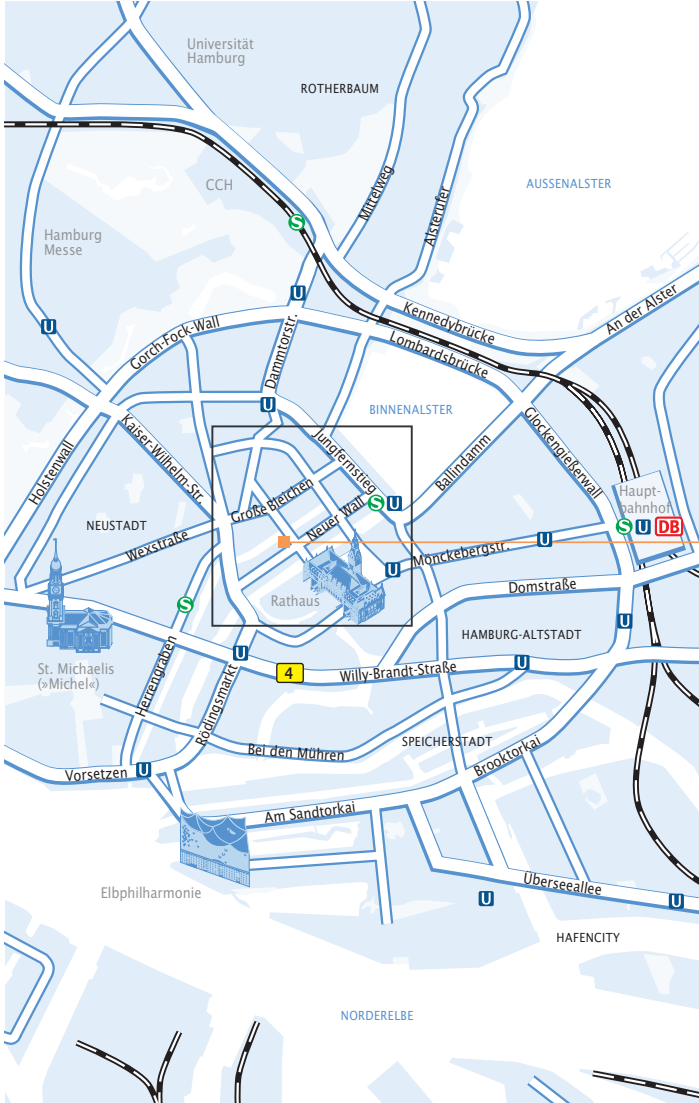 Universität
Hamburg
ROTHERBAUM
CCH
Mittelweg
AUSSENALSTER
Alsterufer
Hamburg
Messe
S
U
Kennedybrücke
An der Alster
U
Gorch-Fock-Wall
Dammtorstr.
Lombardsbrücke
U
BINNENALSTER
Kaiser-Wilhelm-Str.
Jungfernstieg
Ballindamm
Glockengießerwall
Holstenwall
Große Bleichen
Neuer Wall
S
U
Haupt-
bahnhof
S
U
DB
NEUSTADT
Wexstraße
Mönckebergstr.
U
U
Domstraße
Rathaus
S
HAMBURG-ALTSTADT
U
St. Michaelis
(»Michel«)
Herrengraben
Rödingsmarkt
U
4
Willy-Brandt-Straße
U
Bei den Mühren
SPEICHERSTADT
Brooktorkai
Vorsetzen
U
Am Sandtorkai
Elbphilharmonie
Überseeallee
U
U
HAFENCITY
NORDERELBE